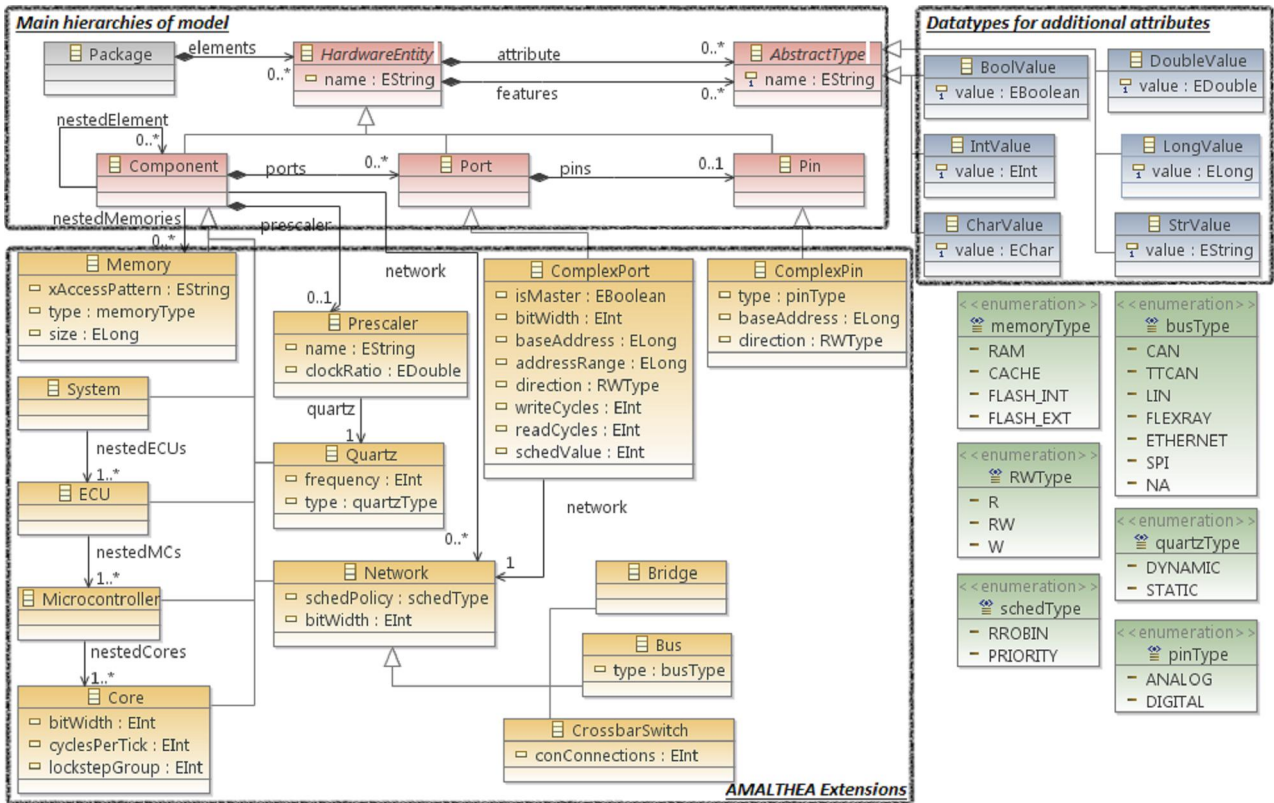 Main hierarchies of model
Package
elements
0..*
HardwareEntity
name : EString
attribute
0..*
features
0..*
AbstractType
name : EString
nestedElement
0..*
Component
ports
0..*
Port
pins
0..1
Pin
nestedMemories
0..*
prescaler
0..1
network
0..*
Datatypes for additional attributes
BoolValue
value : EBoolean
DoubleValue
value : EDouble
IntValue
value : EInt
LongValue
value : ELong
CharValue
value : EChar
StrValue
value : EString
Memory
xAccessPattern : EString
type : memoryType
size : ELong
Prescaler
name : EString
clockRatio : EDouble
quartz
1
Quartz
frequency : EInt
type : quartzType
ComplexPort
isMaster : EBoolean
bitWidth : EInt
baseAddress : ELong
addressRange : ELong
direction : RWType
writeCycles : EInt
readCycles : EInt
schedValue : EInt
network
1
ComplexPin
type : pinType
baseAddress : ELong
direction : RWType
System
nestedECUs
1..*
ECU
nestedMCs
1..*
Microcontroller
nestedCores
1..*
Core
bitWidth : EInt
cyclesPerTick : EInt
lockstepGroup : EInt
Network
schedPolicy : schedType
bitWidth : EInt
Bridge
Bus
type : busType
CrossbarSwitch
conConnections : EInt
AMALTHEA Extensions
<<enumeration>>
memoryType
RAM
CACHE
FLASH_INT
FLASH_EXT
<<enumeration>>
busType
CAN
TTCAN
LIN
FLEXRAY
ETHERNET
SPI
NA
<<enumeration>>
RWType
R
RW
W
<<enumeration>>
quartzType
DYNAMIC
STATIC
<<enumeration>>
schedType
RROBIN
PRIORITY
<<enumeration>>
pinType
ANALOG
DIGITAL